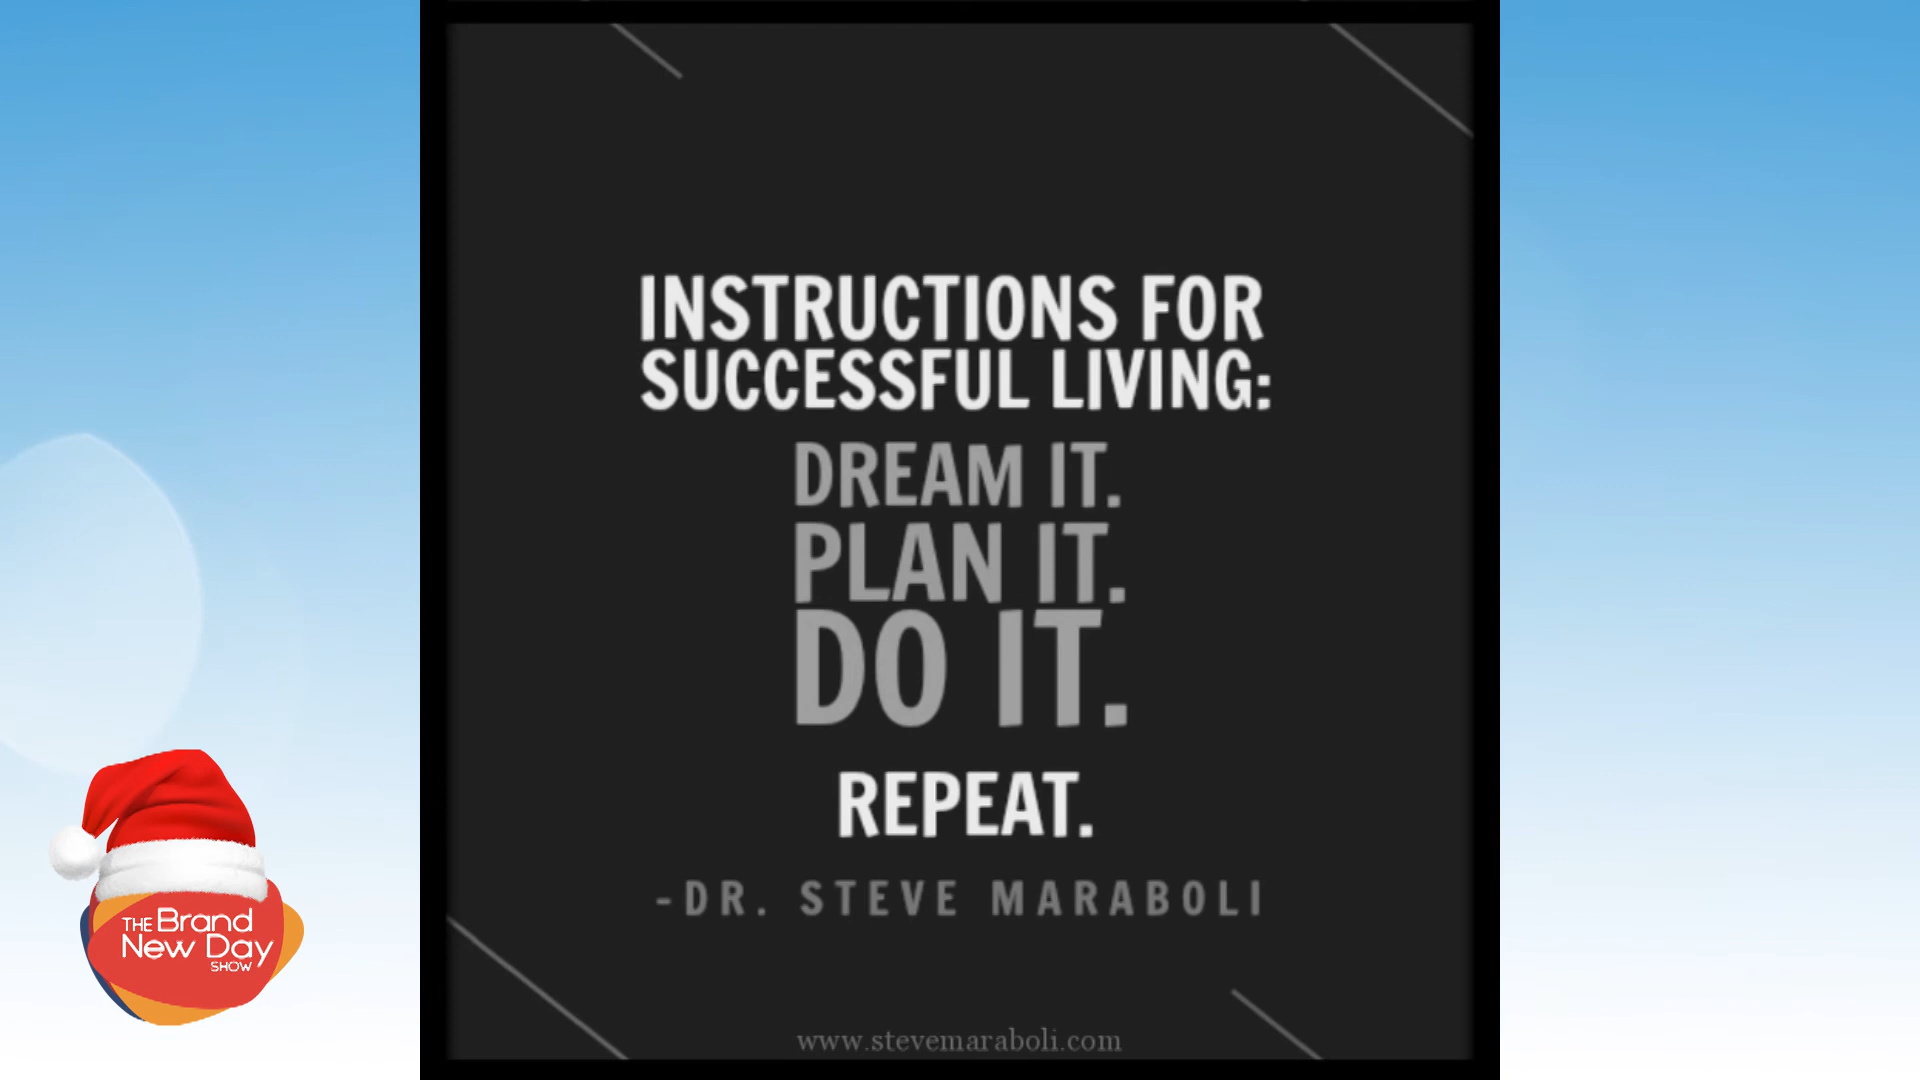 INSTRUCTIONS FOR
SUCCESSFUL LIVING:
DREAM IT.
PLAN IT.
DO IT.
REPEAT.
-DR. STEVE MARABOLI
www.stevemaraboli.com
THE Brand
New Day
SHOW